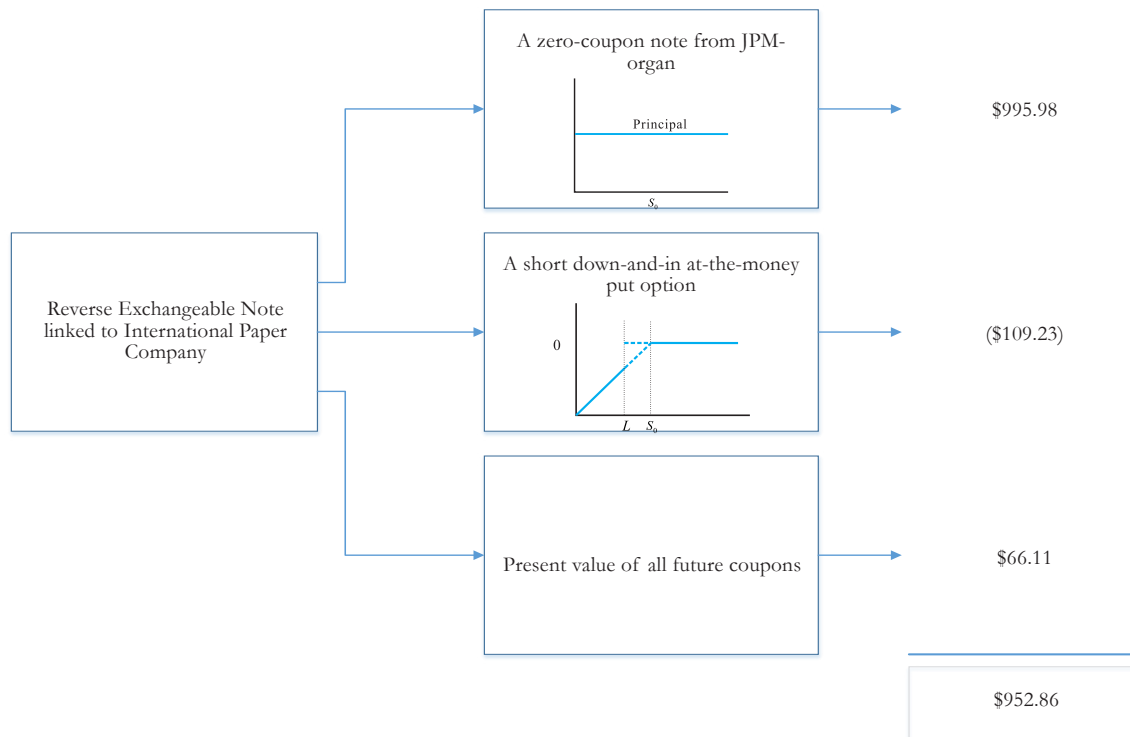 A zero-coupon note from JPM-
organ
Principal
S₀
$995.98
Reverse Exchangeable Note
linked to International Paper
Company
A short down-and-in at-the-money
put option
0
L S₀
($109.23)
Present value of all future coupons
$66.11
$952.86